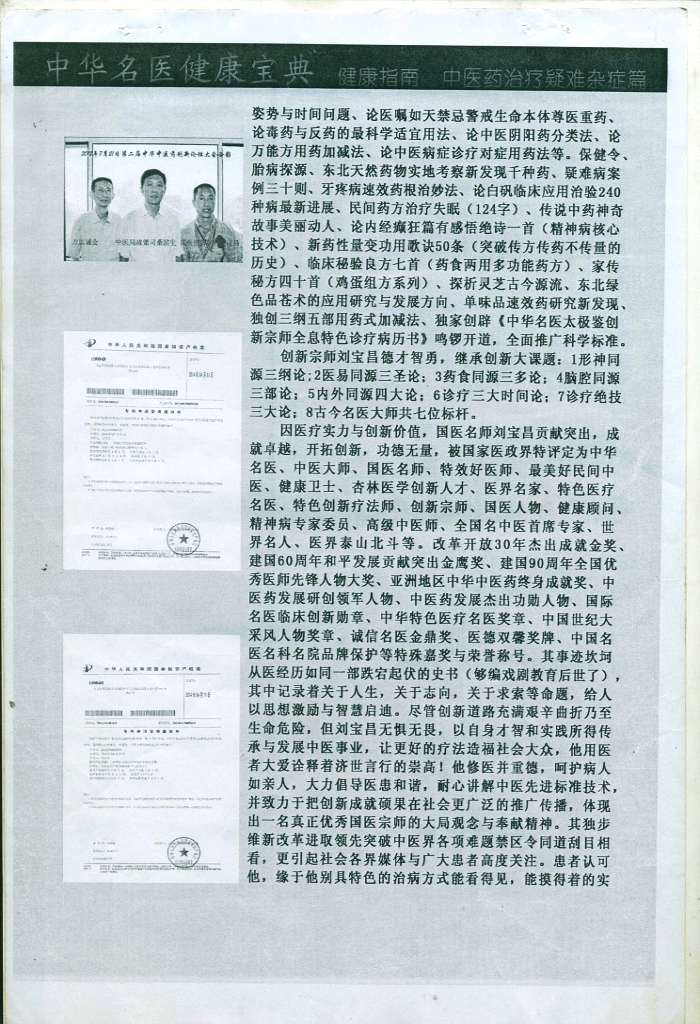 中华名医健康宝典 健康指南 中医药治疗疑难杂症篇
姿势与时间问题、论医嘱如天禁忌警戒生命本体尊医重药、
论毒药与反药的最科学适宜用法、论中医阴阳药分类法、论
万能方用药加减法、论中医病症诊疗对症用药法等。保健令、
胎病探源、东北天然药物实地考察新发现千种药、疑难病案
例三十则、牙疼病速效药根治妙法、论白矾临床应用治验240
种病最新进展、民间药方治疗失眠（124字）、传说中药神奇
故事美丽动人、论内经癫狂篇有感悟绝诗一首（精神病核心
技术）、新药性量变功用歌诀50条（突破传方传药不传量的
历史）、临床秘验良方七首（药食两用多功能药方）、家传
秘方四十首（鸡蛋组方系列）、探析灵芝古今源流、东北绿
色品苍术的应用研究与发展方向、单味品速效药研究新发现、
独创三纲五部用药式加减法、独家创辟《中华名医太极鉴创
新宗师全息特色诊疗病历书》鸣锣开道，全面推广科学标准。
创新宗师刘宝昌德才智勇，继承创新大课题：1形神同
源三纲论;2医易同源三圣论；3药食同源三多论；4脑腔同源
三部论；5内外同源四大论；6诊疗三大时间论；7诊疗绝技
三大论；8古今名医大师共七位标杆。
因医疗实力与创新价值，国医名师刘宝昌贡献突出，成
就卓越，开拓创新，功德无量，被国家医政界特评定为中华
名医、中医大师、国医名师、特效好医师、最美好民间中
医、健康卫士、杏林医学创新人才、医界名家、特色医疗
名医、特色创新疗法师、创新宗师、国医人物、健康顾问、
精神病专家委员、高级中医师、全国名中医首席专家、世
界名人、医界泰山北斗等。改革开放30年杰出成就金奖、
建国60周年和平发展贡献突出金鹰奖、建国90周年全国优
秀医师先锋人物大奖、亚洲地区中华中医药终身成就奖、中
医药发展研创领军人物、中医药发展杰出功勋人物、国际
名医临床创新勋章、中华特色医疗名医奖章、中国世纪大
采风人物奖章、诚信名医金鼎奖、医德双馨奖牌、中国名
医名科名院品牌保护等特殊嘉奖与荣誉称号。其事迹坎坷
从医经历如同一部跌宕起伏的史书（够编戏剧教育后世了），
其中记录着关于人生，关于志向，关于求索等命题，给人
以思想激励与智慧启迪。尽管创新道路充满艰辛曲折乃至
生命危险，但刘宝昌无惧无畏，以自身才智和实践所得传
承与发展中医事业，让更好的疗法造福社会大众，他用医
者大爱诠释着济世言行的崇高！他修医并重德，呵护病人
如亲人，大力倡导医患和谐，耐心讲解中医先进标准技术，
并致力于把创新成就硕果在社会更广泛的推广传播，体现
出一名真正优秀国医宗师的大局观念与奉献精神。其独步
维新改革进取领先突破中医界各项难题禁区令同道刮目相
看，更引起社会各界媒体与广大患者高度关注。患者认可
他，缘于他别具特色的治病方式能看得见，能摸得着的实
中华人民共和国国家知识产权局
中华人民共和国国家知识产权局